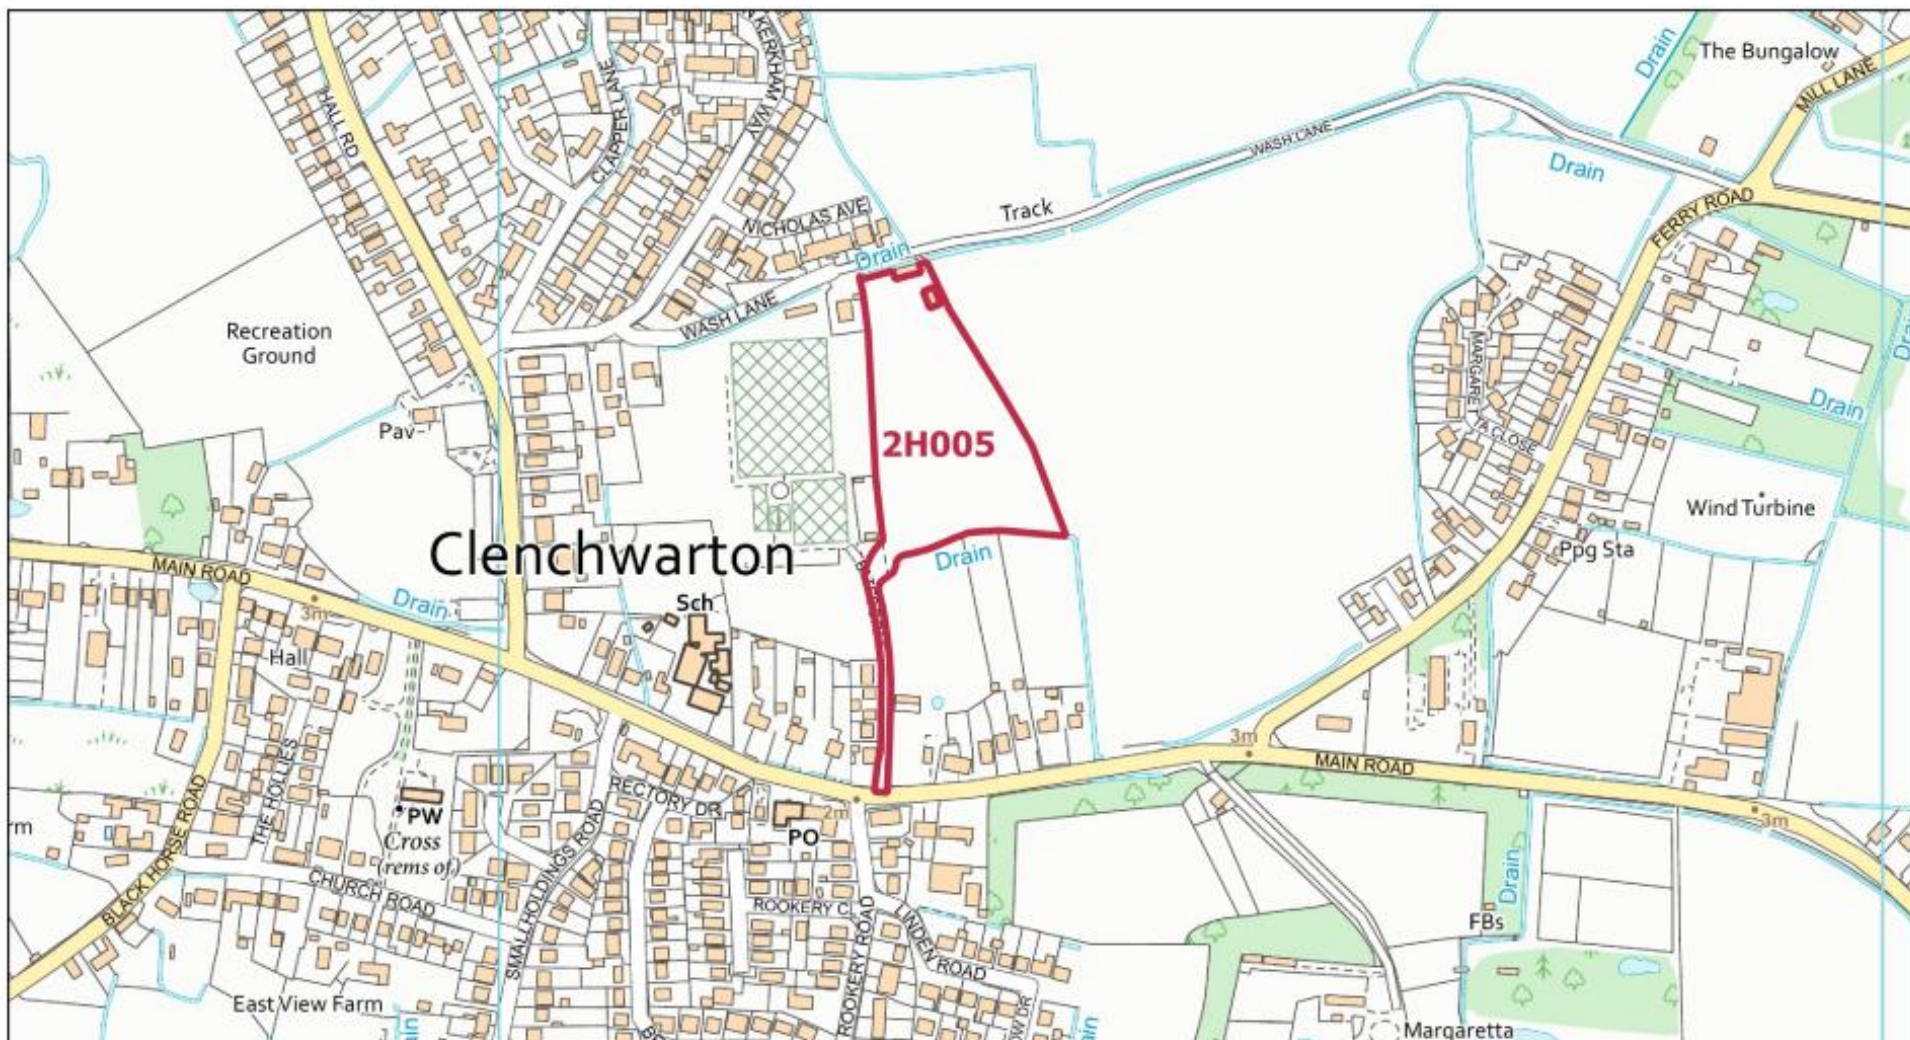 Drain
The Bungalow
MILL LANE
KERKHAM WAY
CLAPPER LANE
HALL RD
WASH LANE
Drain
FERRY ROAD
Track
NICHOLAS AVE
Drain
WASH LANE
Recreation
Ground
MARGARETTA CLOSE
Drain
Pav
2H005
Wind Turbine
Clenchwarton
Drain
Ppg Sta
MAIN ROAD
Drain
Sch
3m
Hall
3m
MAIN ROAD
THE HOLLIES
RECTORY DR
2m
3m
PW
Cross
(rems of)
PO
BLACK HORSE ROAD
CHURCH ROAD
SMALLHOLDINGS ROAD
ROOKERY C
ROOKERY ROAD
LINDEN ROAD
Drain
FBs
East View Farm
Margaretta